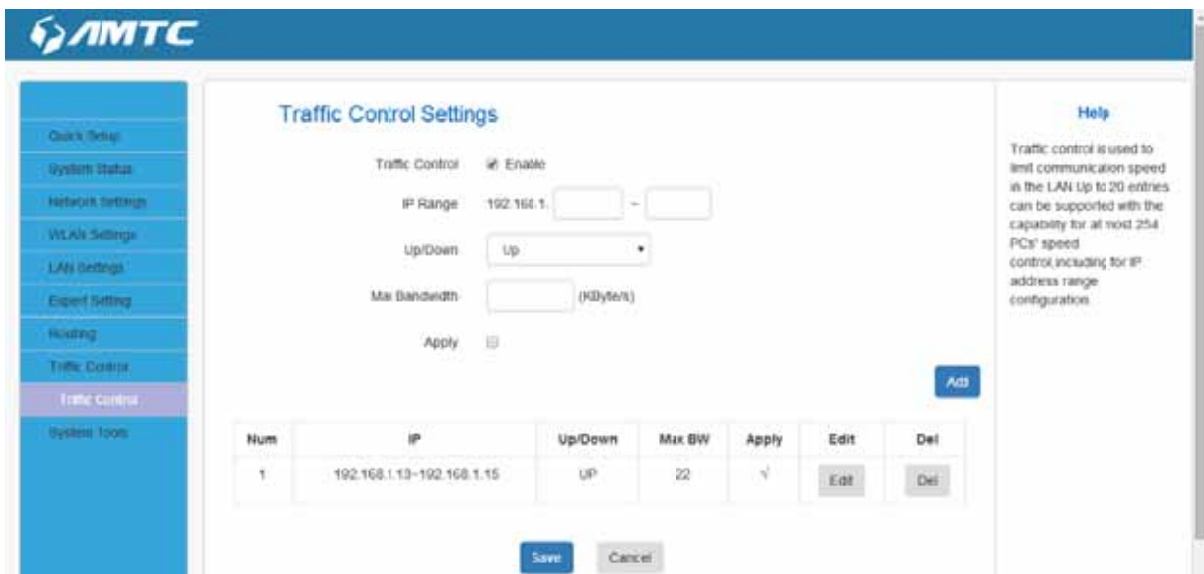 AMTC
Quick Setup
System Status
Network Settings
WLAN Settings
LAN Settings
Expert Setting
Routing
Traffic Control
Traffic Control
System Tools
Traffic Control Settings
Traffic Control Enable
IP Range 192.168.1. ~
Up/Down Up
Max Bandwidth (KByte/s)
Apply
Add
Num IP Up/Down Max BW Apply Edit Del
1 192.168.1.13~192.168.1.15 UP 22 √ Edit Del
Save Cancel
Help
Traffic control is used to
limit communication speed
in the LAN Up to 20 entries
can be supported with the
capability for at most 254
PCs' speed
control,including for IP
address range
configuration